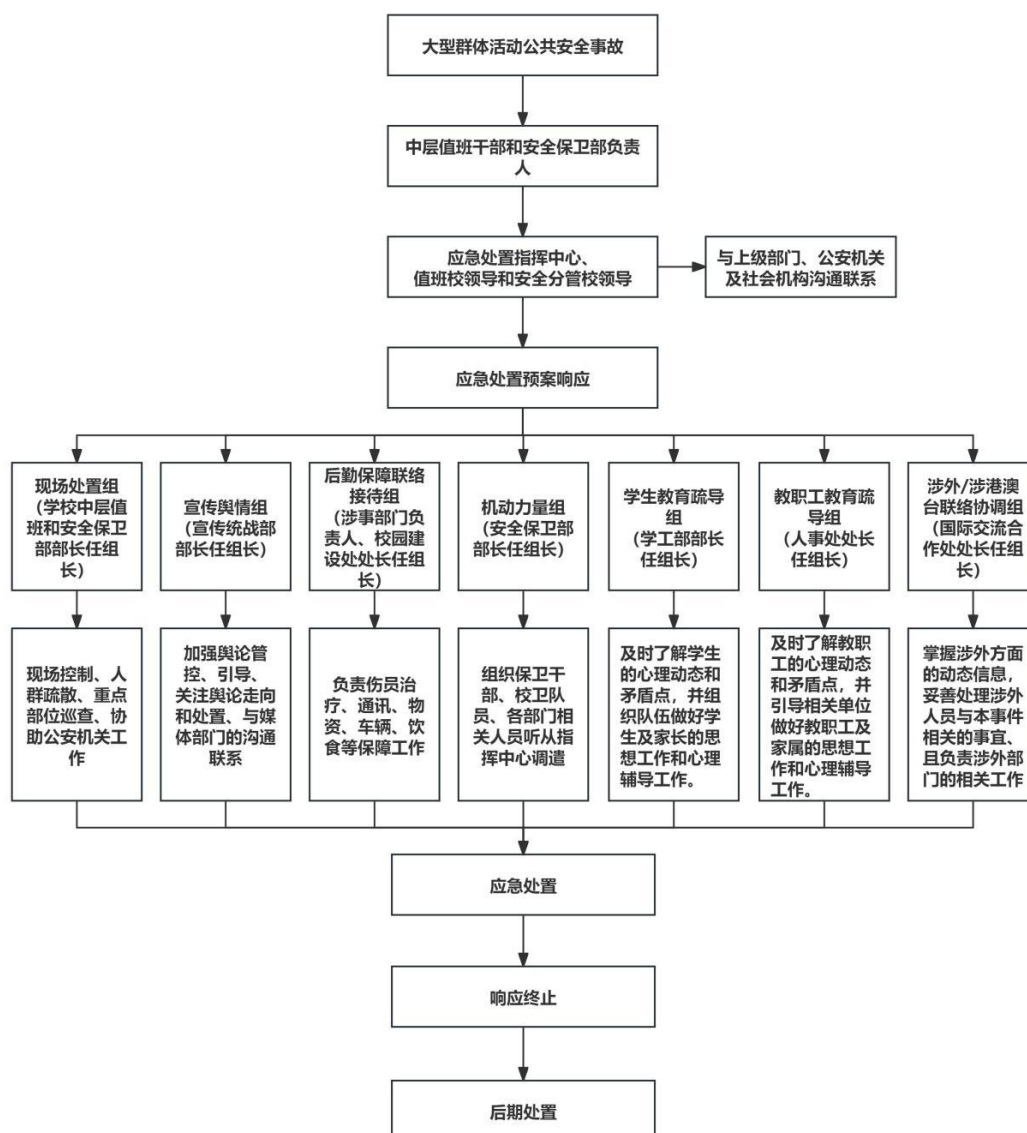 大型群体活动公共安全事故
中层值班干部和安全保卫部负责
人
应急处置指挥中心、
值班校领导和安全分管校领导
与上级部门、公安机关
及社会机构沟通联系
应急处置预案响应
现场处置组
（学校中层值
班和安全保卫
部部长任组
长）
宣传舆情组
（宣传统战部
部长任组长）
后勤保障联络
接待组
（涉事部门负
责人、校园建
设处处长任组
长）
机动力量组
（安全保卫部
部长任组长）
学生教育疏导
组
（学工部部长
任组长）
教职工教育疏
导组
（人事处处长
任组长）
涉外/涉港澳
台联络协调组
（国际交流合
作处处长任组
长）
现场控制、人
群疏散、重点
部位巡查、协
助公安机关工
作
加强舆论管
控、引导、
关注舆论走向
和处置、与媒
体部门的沟通
联系
负责伤员治
疗、通讯、物
资、车辆、饮
食等保障工作
组织保卫干
部、校卫队
员、各部门相
关人员听从指
挥中心调遣
及时了解学生
的心理动态和
矛盾点，并组
织队伍做好学
生及家长的思
想工作和心理
辅导工作。
及时了解教职
工的心理动态
和矛盾点，并
引导相关单位
做好教职工及
家属的思想工
作和心理辅导
工作。
掌握涉外方面
的动态信息，
妥善处理涉外
人员与本事件
相关的事宜、
且负责涉外部
门的相关工作
应急处置
响应终止
后期处置